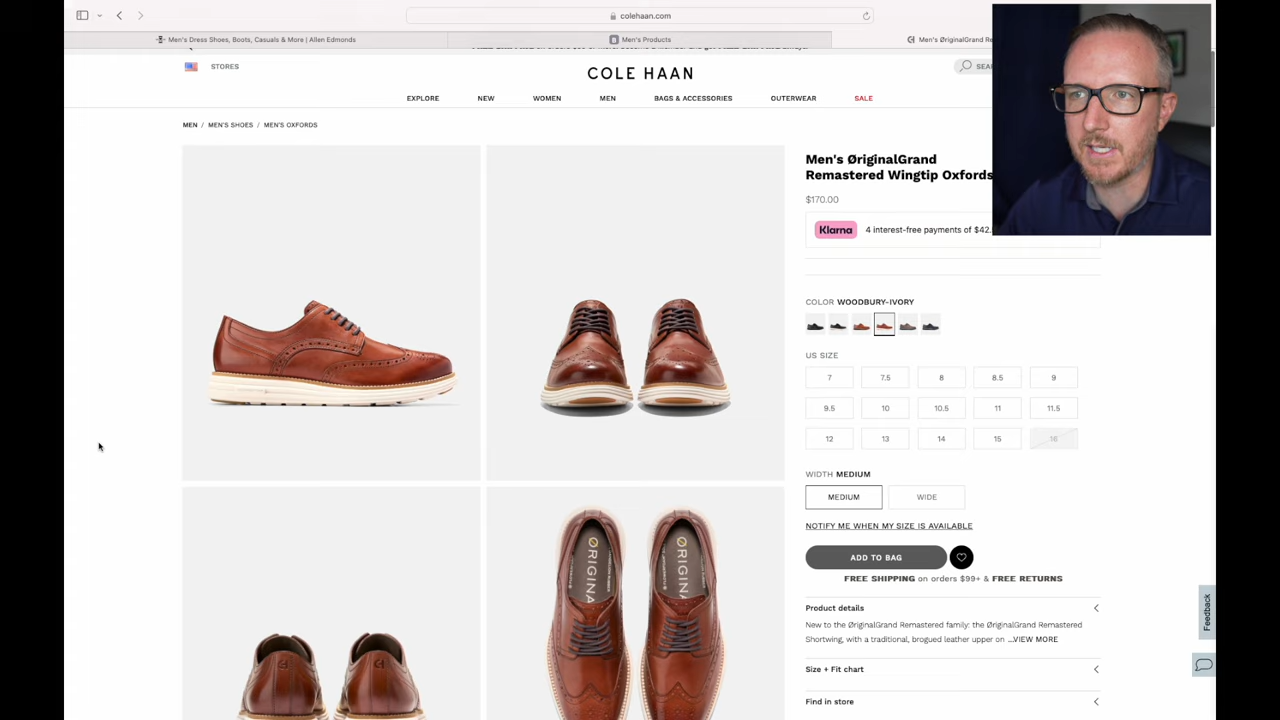 colehaan.com
Men's Dress Shoes, Boots, Casuals & More | Allen Edmonds
Men's Products
Men's ØriginalGrand Re
STORES
COLE HAAN
EXPLORE
NEW
WOMEN
MEN
BAGS & ACCESSORIES
OUTERWEAR
SALE
MEN / MEN'S SHOES / MEN'S OXFORDS
Men's ØriginalGrand
Remastered Wingtip Oxfords
$170.00
Klarna
4 interest-free payments of $42.
COLOR WOODBURY-IVORY
US SIZE
7 7.5 8 8.5 9
9.5 10 10.5 11 11.5
12 13 14 15 16
WIDTH MEDIUM
MEDIUM WIDE
NOTIFY ME WHEN MY SIZE IS AVAILABLE
ADD TO BAG
FREE SHIPPING on orders $99+ & FREE RETURNS
Product details
New to the ØriginalGrand Remastered family: the ØriginalGrand Remastered
Shortwing, with a traditional, brogued leather upper on ...VIEW MORE
Size + Fit chart
Find in store
Feedback
ØRIGINA
ØRIGINA